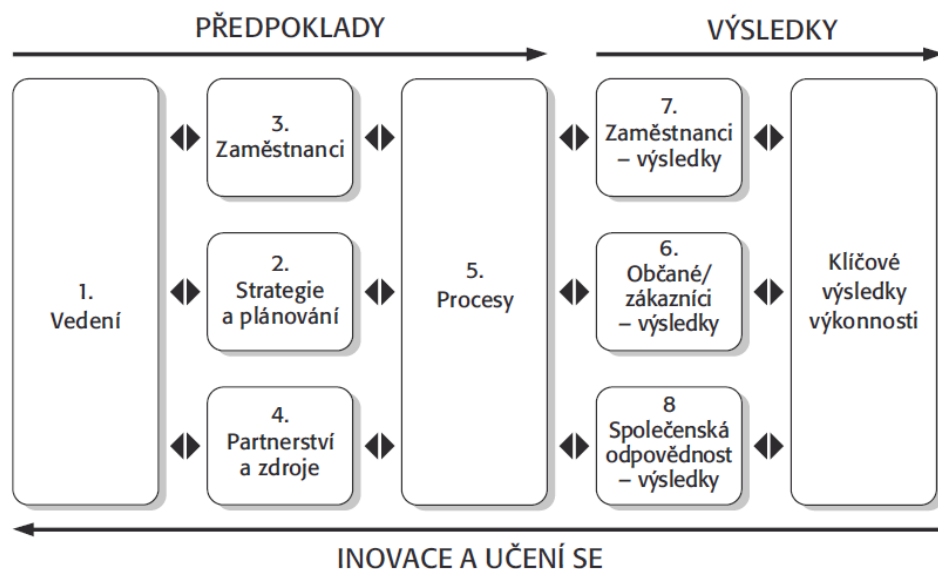 PŘEDPOKLADY
VÝSLEDKY
1.
Vedení
3.
Zaměstnanci
2.
Strategie
a plánování
4.
Partnerství
a zdroje
5.
Procesy
7.
Zaměstnanci
– výsledky
6.
Občané/
zákazníci
– výsledky
8
Společenská
odpovědnost
– výsledky
Klíčové
výsledky
výkonnosti
INOVACE A UČENÍ SE